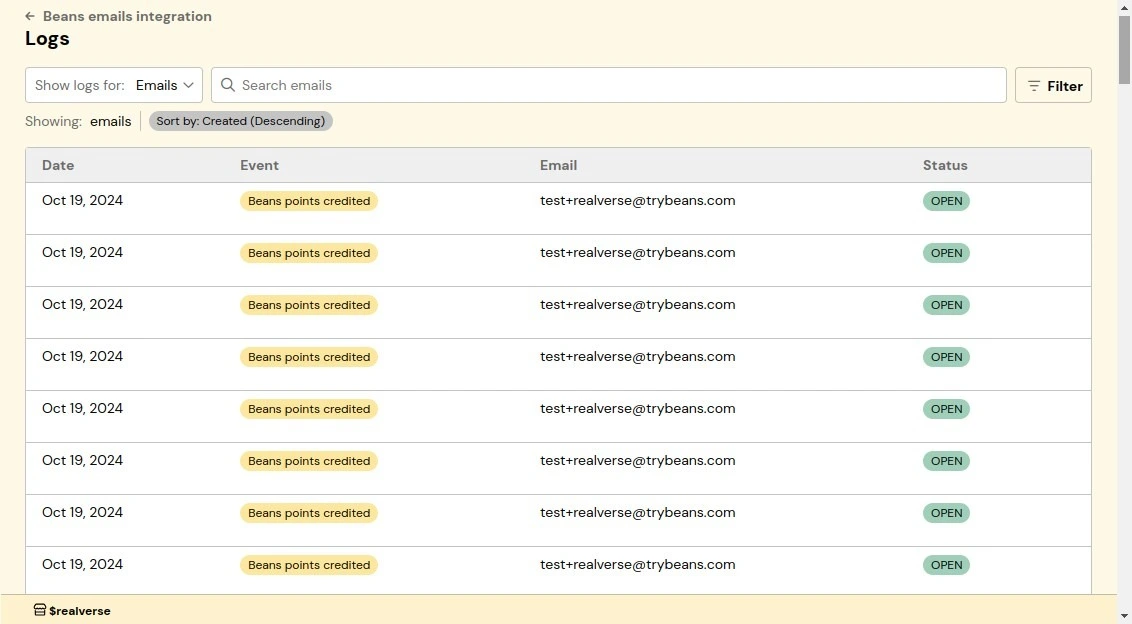 Beans emails integration
Logs
Show logs for: Emails Search emails Filter
Showing: emails Sort by: Created (Descending)
Date Event Email Status
Oct 19, 2024 Beans points credited test+realverse@trybeans.com OPEN
Oct 19, 2024 Beans points credited test+realverse@trybeans.com OPEN
Oct 19, 2024 Beans points credited test+realverse@trybeans.com OPEN
Oct 19, 2024 Beans points credited test+realverse@trybeans.com OPEN
Oct 19, 2024 Beans points credited test+realverse@trybeans.com OPEN
Oct 19, 2024 Beans points credited test+realverse@trybeans.com OPEN
Oct 19, 2024 Beans points credited test+realverse@trybeans.com OPEN
Oct 19, 2024 Beans points credited test+realverse@trybeans.com OPEN
$realverse